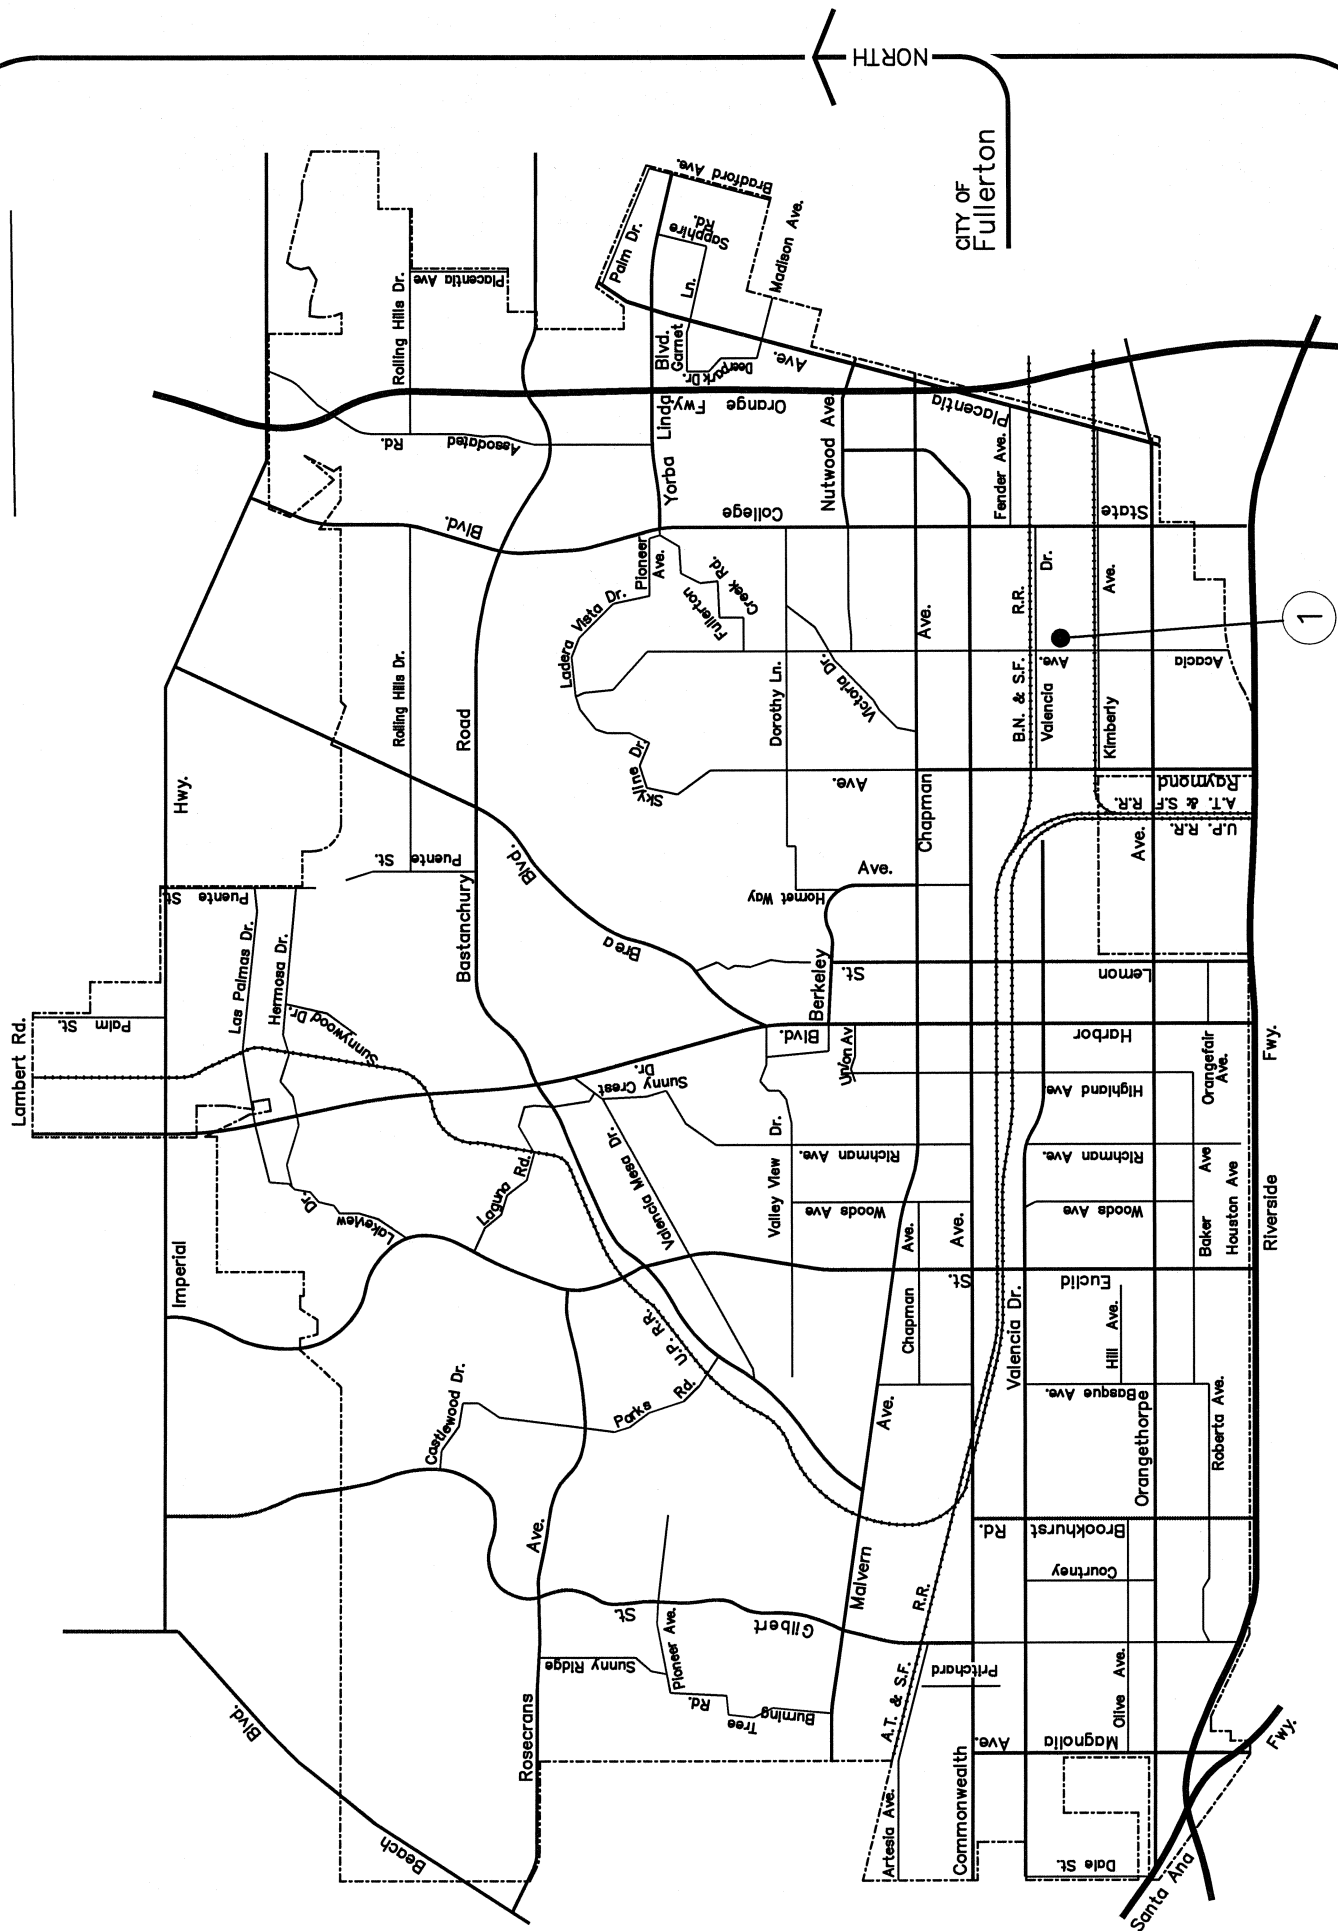 NORTH
CITY OF
Fullerton
Bradford Ave.
Palm Dr.
Sapphire
Rd.
Madison Ave.
Placentia Ave
Rolling Hills Dr.
Garnet
Ln.
Deerpark Dr.
Placentia
Ave.
Orange
Fwy.
Associated
Rd.
Yorba
Linda
Blvd.
Nutwood Ave.
Fender Ave.
State
College
Blvd.
Pioneer
Ave.
Fullerton
Creek Rd.
Ladera
Vista Dr.
Skyline Dr.
Dorothy Ln.
Victoria Dr.
Rolling Hills Dr.
Acacia
Ave.
1
B.N. & S.F.
R.R.
Valencia
Dr.
Kimberly
Ave.
Raymond
Ave.
A.T. & S.F. R.R.
U.P. R.R.
Chapman
Ave.
Hornet Way
Berkeley
Ave.
Bastanchury
Road
Puente
St.
Puente
St.
Imperial
Hwy.
Brea
Blvd.
Lambert Rd.
Palm
St.
Las Palmas Dr.
Hermosa Dr.
Sunnywood Dr.
Lemon
St.
Harbor
Blvd.
Union Av
Highland Ave
Orangefair
Ave.
Riverside
Fwy.
Sunny Crest
Dr.
Valencia Mesa Dr.
Valley View
Dr.
Richman Ave.
Richman Ave.
Woods Ave
Woods Ave
Baker
Ave
Houston Ave
Laguna Rd.
Lakeview
Dr.
Euclid
St.
Chapman
Ave.
Valencia Dr.
Hill
Ave.
Basque Ave.
Orangethorpe
Ave.
Roberta Ave.
U.P. R.R.
Parks
Rd.
Castlewood Dr.
Brookhurst
Rd.
Courtney
Malvern
Ave.
Gilbert
St.
Pioneer Ave.
Sunny Ridge
Burning
Tree
Rd.
Rosecrans
Ave.
Beach
Blvd.
A.T. & S.F.
R.R.
Pritchard
Artesia Ave.
Commonwealth
Ave.
Magnolia
Ave.
Olive
Ave.
Dale St.
Santa Ana
Fwy.